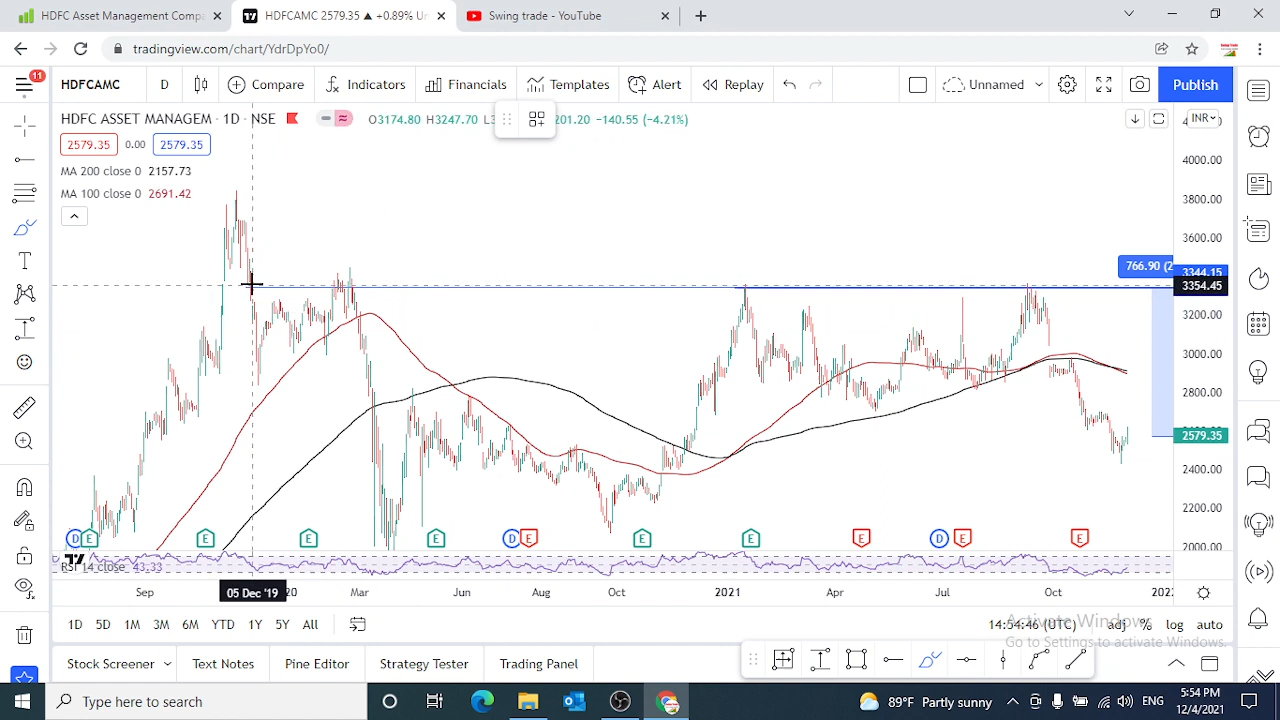 HDFC Asset Management Comp
HDFCAMC 2579.35 ▲ +0.89% Un
Swing trade - YouTube
tradingview.com/chart/YdrDpYo0/
11
HDFCAMC
D
Compare
Indicators
Financials
Templates
Alert
Replay
Unnamed
Publish
HDFC ASSET MANAGEM · 1D · NSE
O3174.80 H3247.70 −140.55 (−4.21%)
INR
2579.35 0.00 2579.35
MA 200 close 0 2157.73
MA 100 close 0 2691.42
4000.00
3800.00
3600.00
766.90
3344.15
3354.45
3200.00
3000.00
2800.00
2579.35
2400.00
2200.00
2000.00
D E E E E D E E E E D E E
RSI 14 close 43.33
Sep 05 Dec '19 20 Mar Jun Aug Oct 2021 Apr Jul Oct
1D 5D 1M 3M 6M YTD 1Y 5Y All
14:54:46 (UTC) adj % log auto
Activate Windows
Go to Settings to activate Windows.
Stock Screener
Text Notes
Pine Editor
Strategy Tester
Trading Panel
Type here to search
89°F Partly sunny
ENG
5:54 PM
12/4/2021